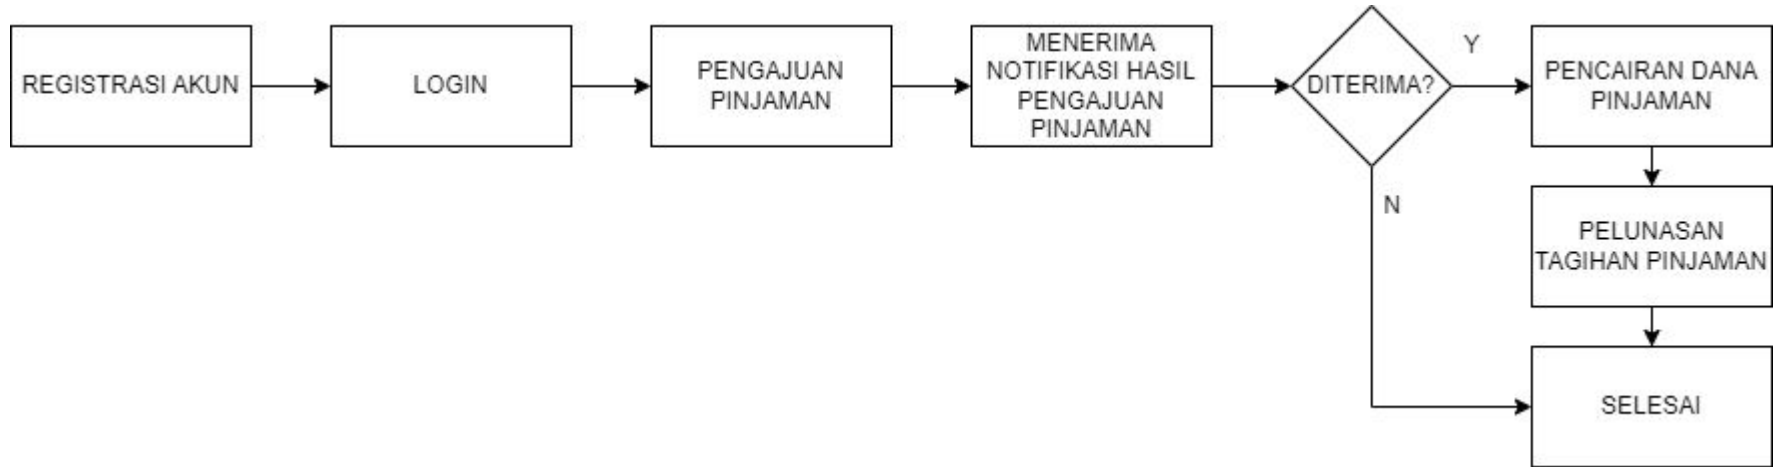 REGISTRASI AKUN
LOGIN
PENGAJUAN
PINJAMAN
MENERIMA
NOTIFIKASI HASIL
PENGAJUAN
PINJAMAN
DITERIMA?
Y
N
PENCAIRAN DANA
PINJAMAN
PELUNASAN
TAGIHAN PINJAMAN
SELESAI